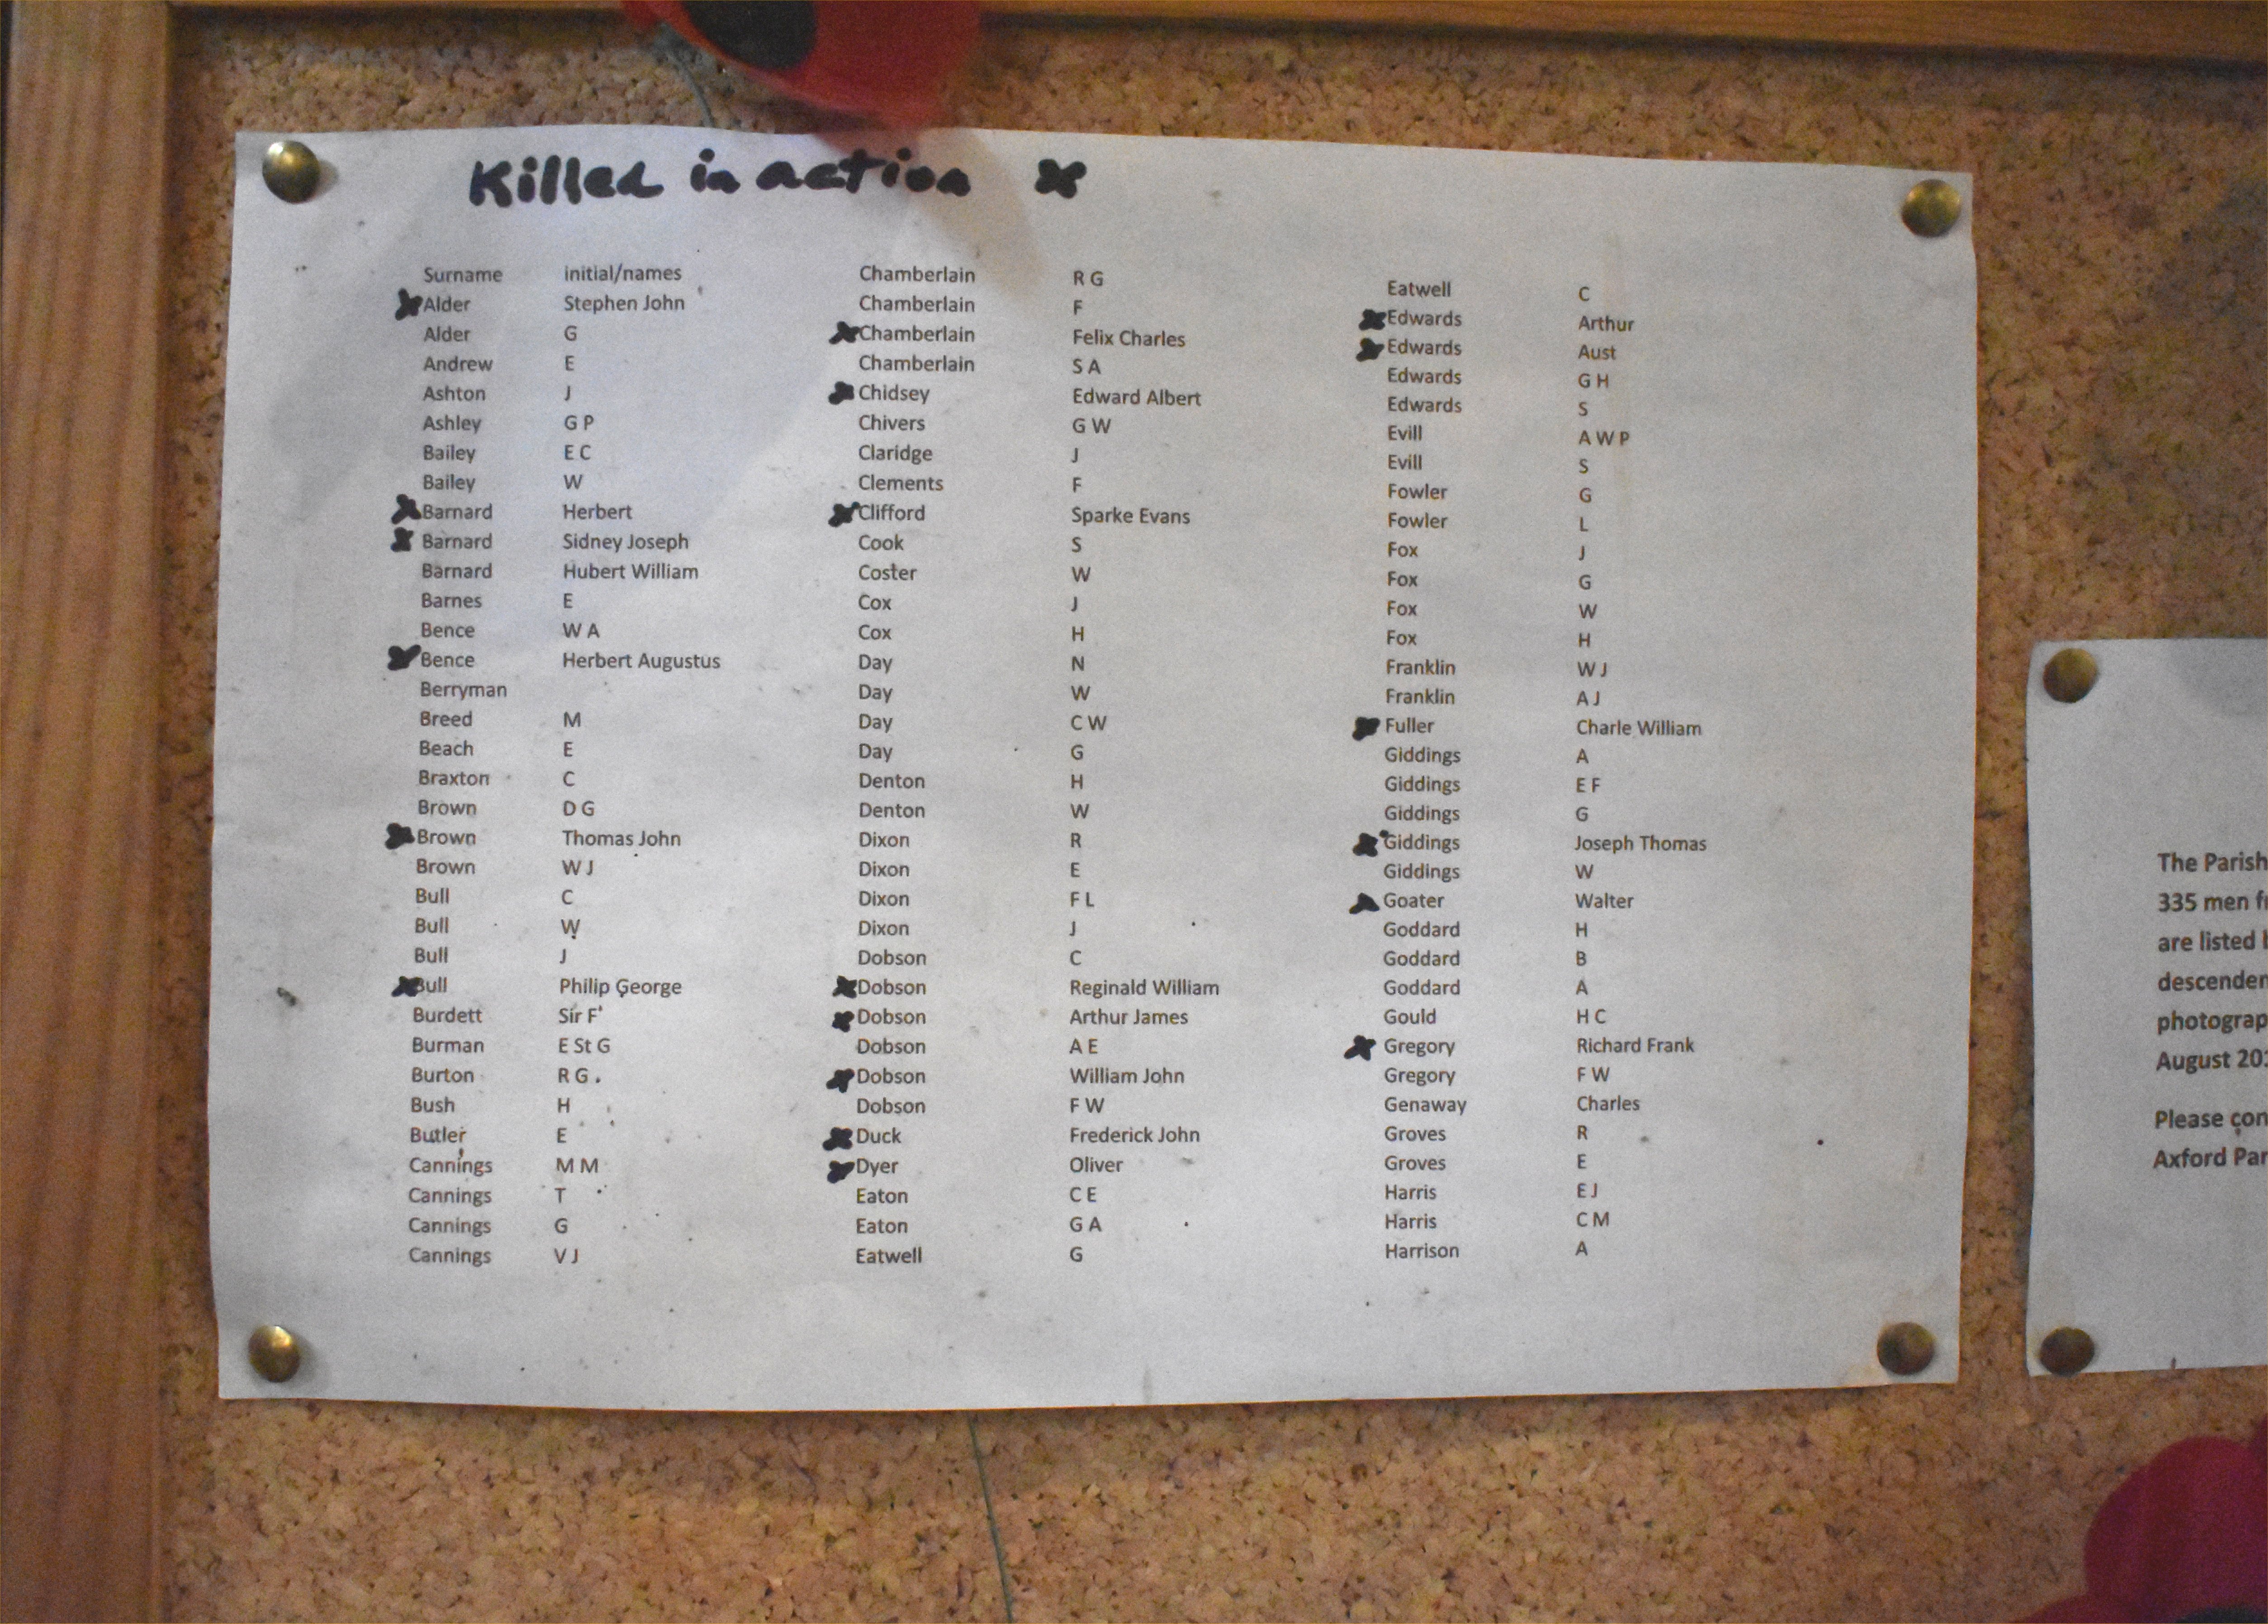 Killed in action x
Surname initial/names
x Alder Stephen John
Alder G
Andrew E
Ashton J
Ashley G P
Bailey E C
Bailey W
x Barnard Herbert
x Barnard Sidney Joseph
Barnard Hubert William
Barnes E
Bence W A
x Bence Herbert Augustus
Berryman
Breed M
Beach E
Braxton C
Brown D G
x Brown Thomas John
Brown W J
Bull C
Bull W
Bull J
x Bull Philip George
Burdett Sir F
Burman E St G
Burton R G
Bush H
Butler E
Cannings M M
Cannings T
Cannings G
Cannings V J
Chamberlain R G
Chamberlain F
x Chamberlain Felix Charles
Chamberlain S A
x Chidsey Edward Albert
Chivers G W
Claridge J
Clements F
x Clifford Sparke Evans
Cook S
Coster W
Cox J
Cox H
Day N
Day W
Day C W
Day G
Denton H
Denton W
Dixon R
Dixon E
Dixon F L
Dixon J
Dobson C
x Dobson Reginald William
x Dobson Arthur James
Dobson A E
x Dobson William John
Dobson F W
x Duck Frederick John
x Dyer Oliver
Eaton C E
Eaton G A
Eatwell G
Eatwell C
x Edwards Arthur
x Edwards Aust
Edwards G H
Edwards S
Evill A W P
Evill S
Fowler G
Fowler L
Fox J
Fox G
Fox W
Fox H
Franklin W J
Franklin A J
x Fuller Charle William
Giddings A
Giddings E F
Giddings G
x Giddings Joseph Thomas
Giddings W
x Goater Walter
Goddard H
Goddard B
Goddard A
Gould H C
x Gregory Richard Frank
Gregory F W
Genaway Charles
Groves R
Groves E
Harris E J
Harris C M
Harrison A
The Parish
335 men
are listed
August
Please
Axford